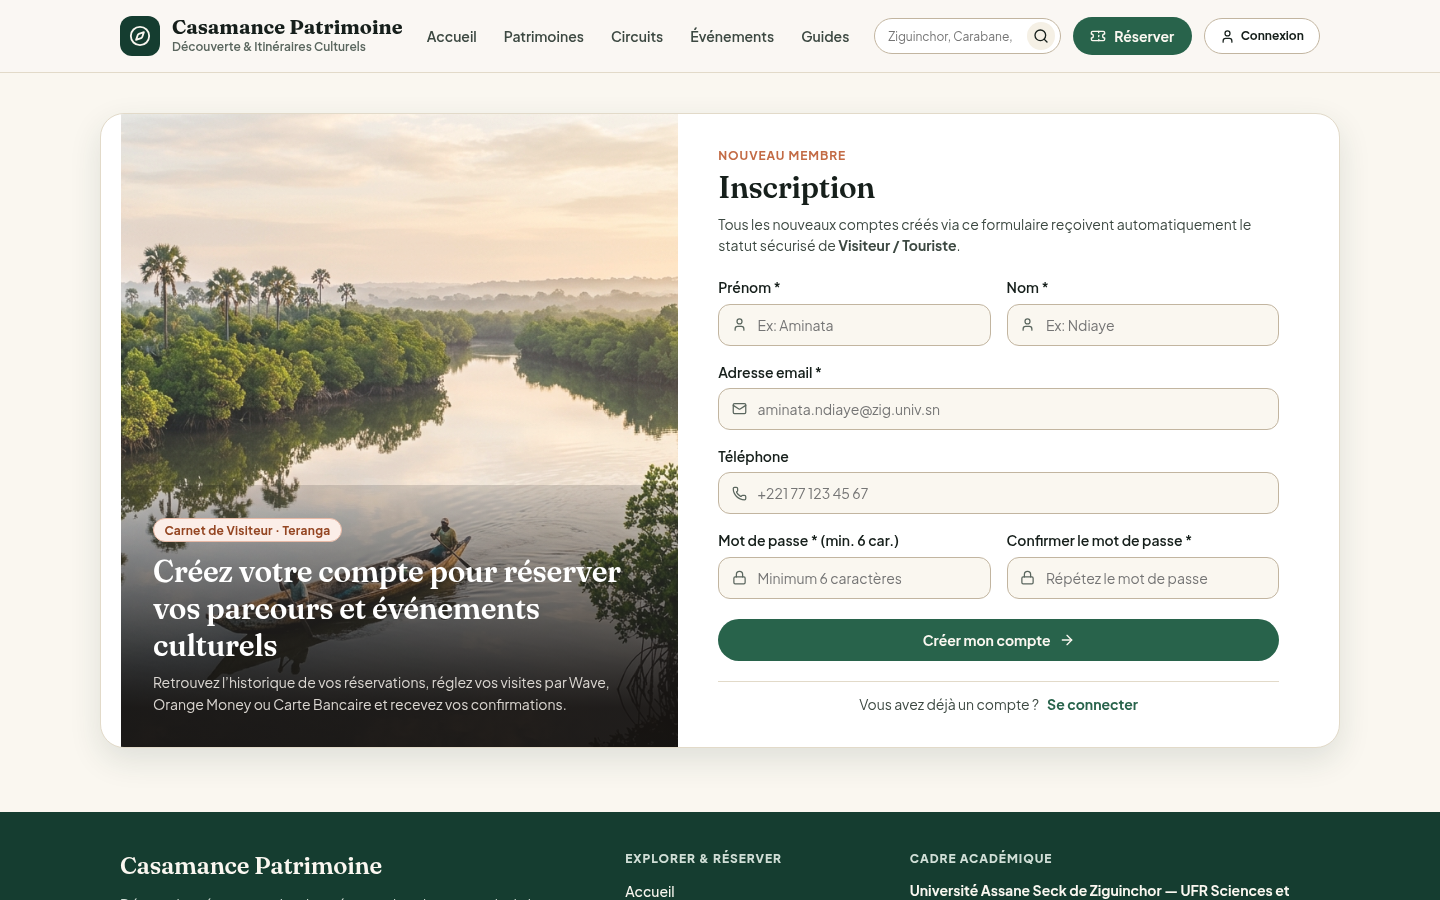 Casamance Patrimoine
Découverte & Itinéraires Culturels
Accueil
Patrimoines
Circuits
Événements
Guides
Ziguinchor, Carabane,
Réserver
Connexion
Carnet de Visiteur · Teranga
Créez votre compte pour réserver
vos parcours et événements
culturels
Retrouvez l'historique de vos réservations, réglez vos visites par Wave,
Orange Money ou Carte Bancaire et recevez vos confirmations.
NOUVEAU MEMBRE
Inscription
Tous les nouveaux comptes créés via ce formulaire reçoivent automatiquement le
statut sécurisé de Visiteur / Touriste.
Prénom *
Nom *
Ex: Aminata
Ex: Ndiaye
Adresse email *
aminata.ndiaye@zig.univ.sn
Téléphone
+221 77 123 45 67
Mot de passe * (min. 6 car.)
Confirmer le mot de passe *
Minimum 6 caractères
Répétez le mot de passe
Créer mon compte
Vous avez déjà un compte ? Se connecter
Casamance Patrimoine
EXPLORER & RÉSERVER
Accueil
CADRE ACADÉMIQUE
Université Assane Seck de Ziguinchor — UFR Sciences et